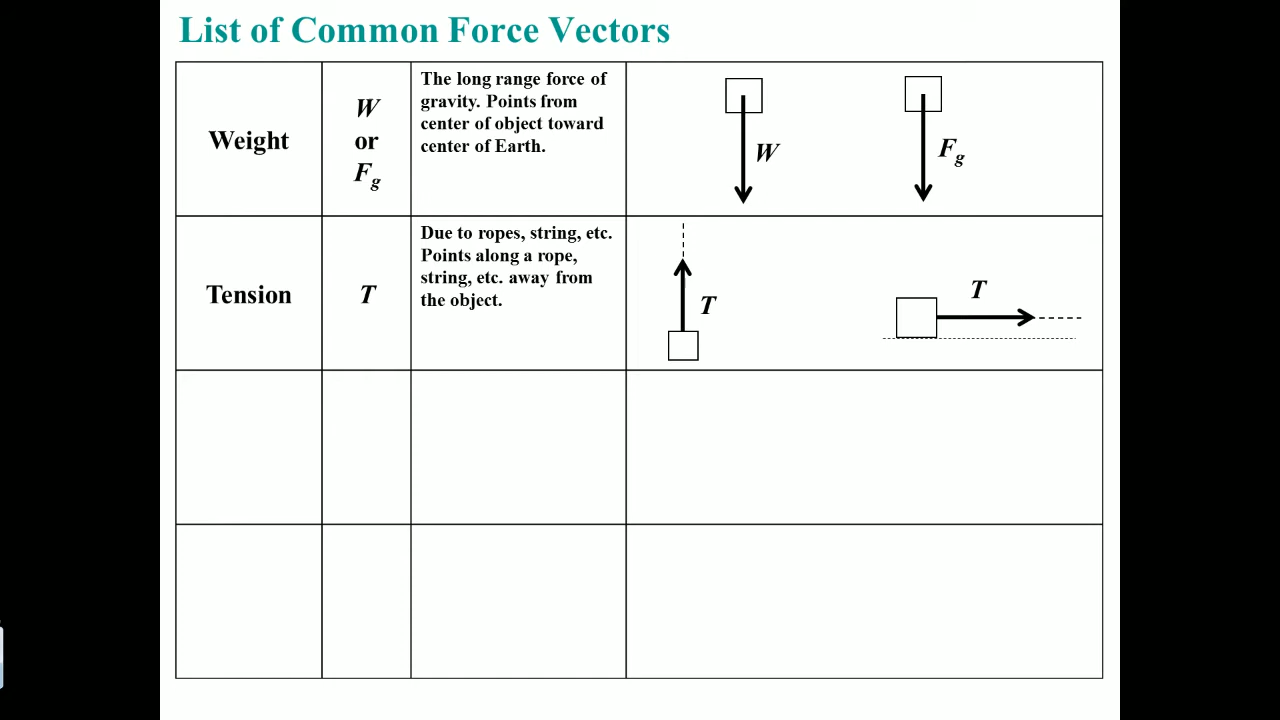 List of Common Force Vectors
Weight
W
or
Fg
The long range force of
gravity. Points from
center of object toward
center of Earth.
W
Fg
Tension
T
Due to ropes, string, etc.
Points along a rope,
string, etc. away from
the object.
T
T